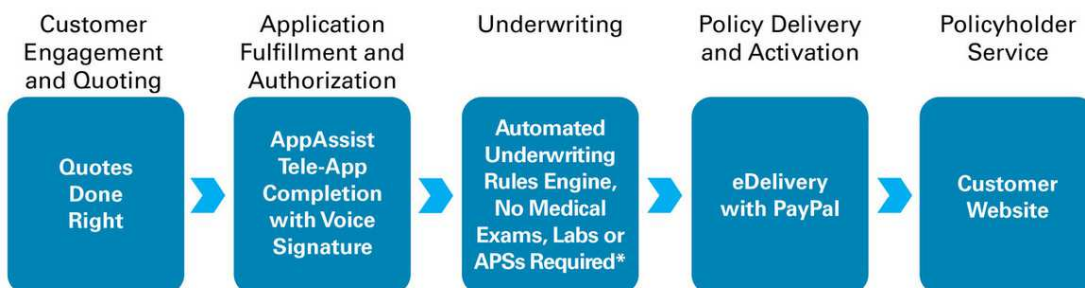 Customer
Engagement
and Quoting
Application
Fulfillment and
Authorization
Underwriting
Policy Delivery
and Activation
Policyholder
Service
Quotes
Done
Right
AppAssist
Tele-App
Completion
with Voice
Signature
Automated
Underwriting
Rules Engine,
No Medical
Exams, Labs or
APSs Required*
eDelivery
with PayPal
Customer
Website